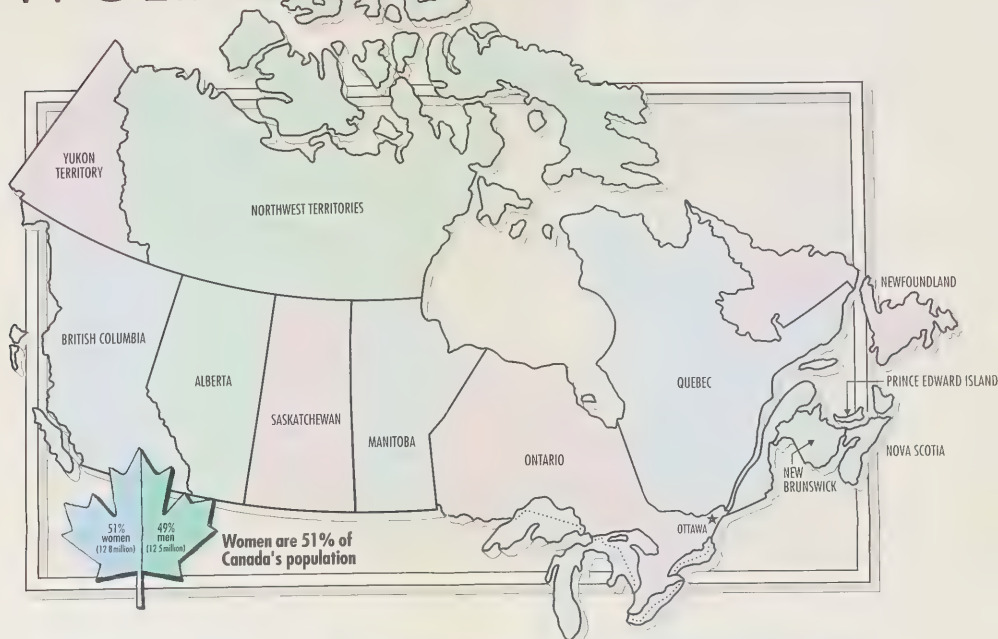 YUKON
TERRITORY
NORTHWEST TERRITORIES
BRITISH COLUMBIA
ALBERTA
SASKATCHEWAN
MANITOBA
ONTARIO
QUEBEC
NEWFOUNDLAND
PRINCE EDWARD ISLAND
NOVA SCOTIA
NEW
BRUNSWICK
OTTAWA
51%
women
(12 8 million)
49%
men
(12 5 million)
Women are 51% of
Canada's population